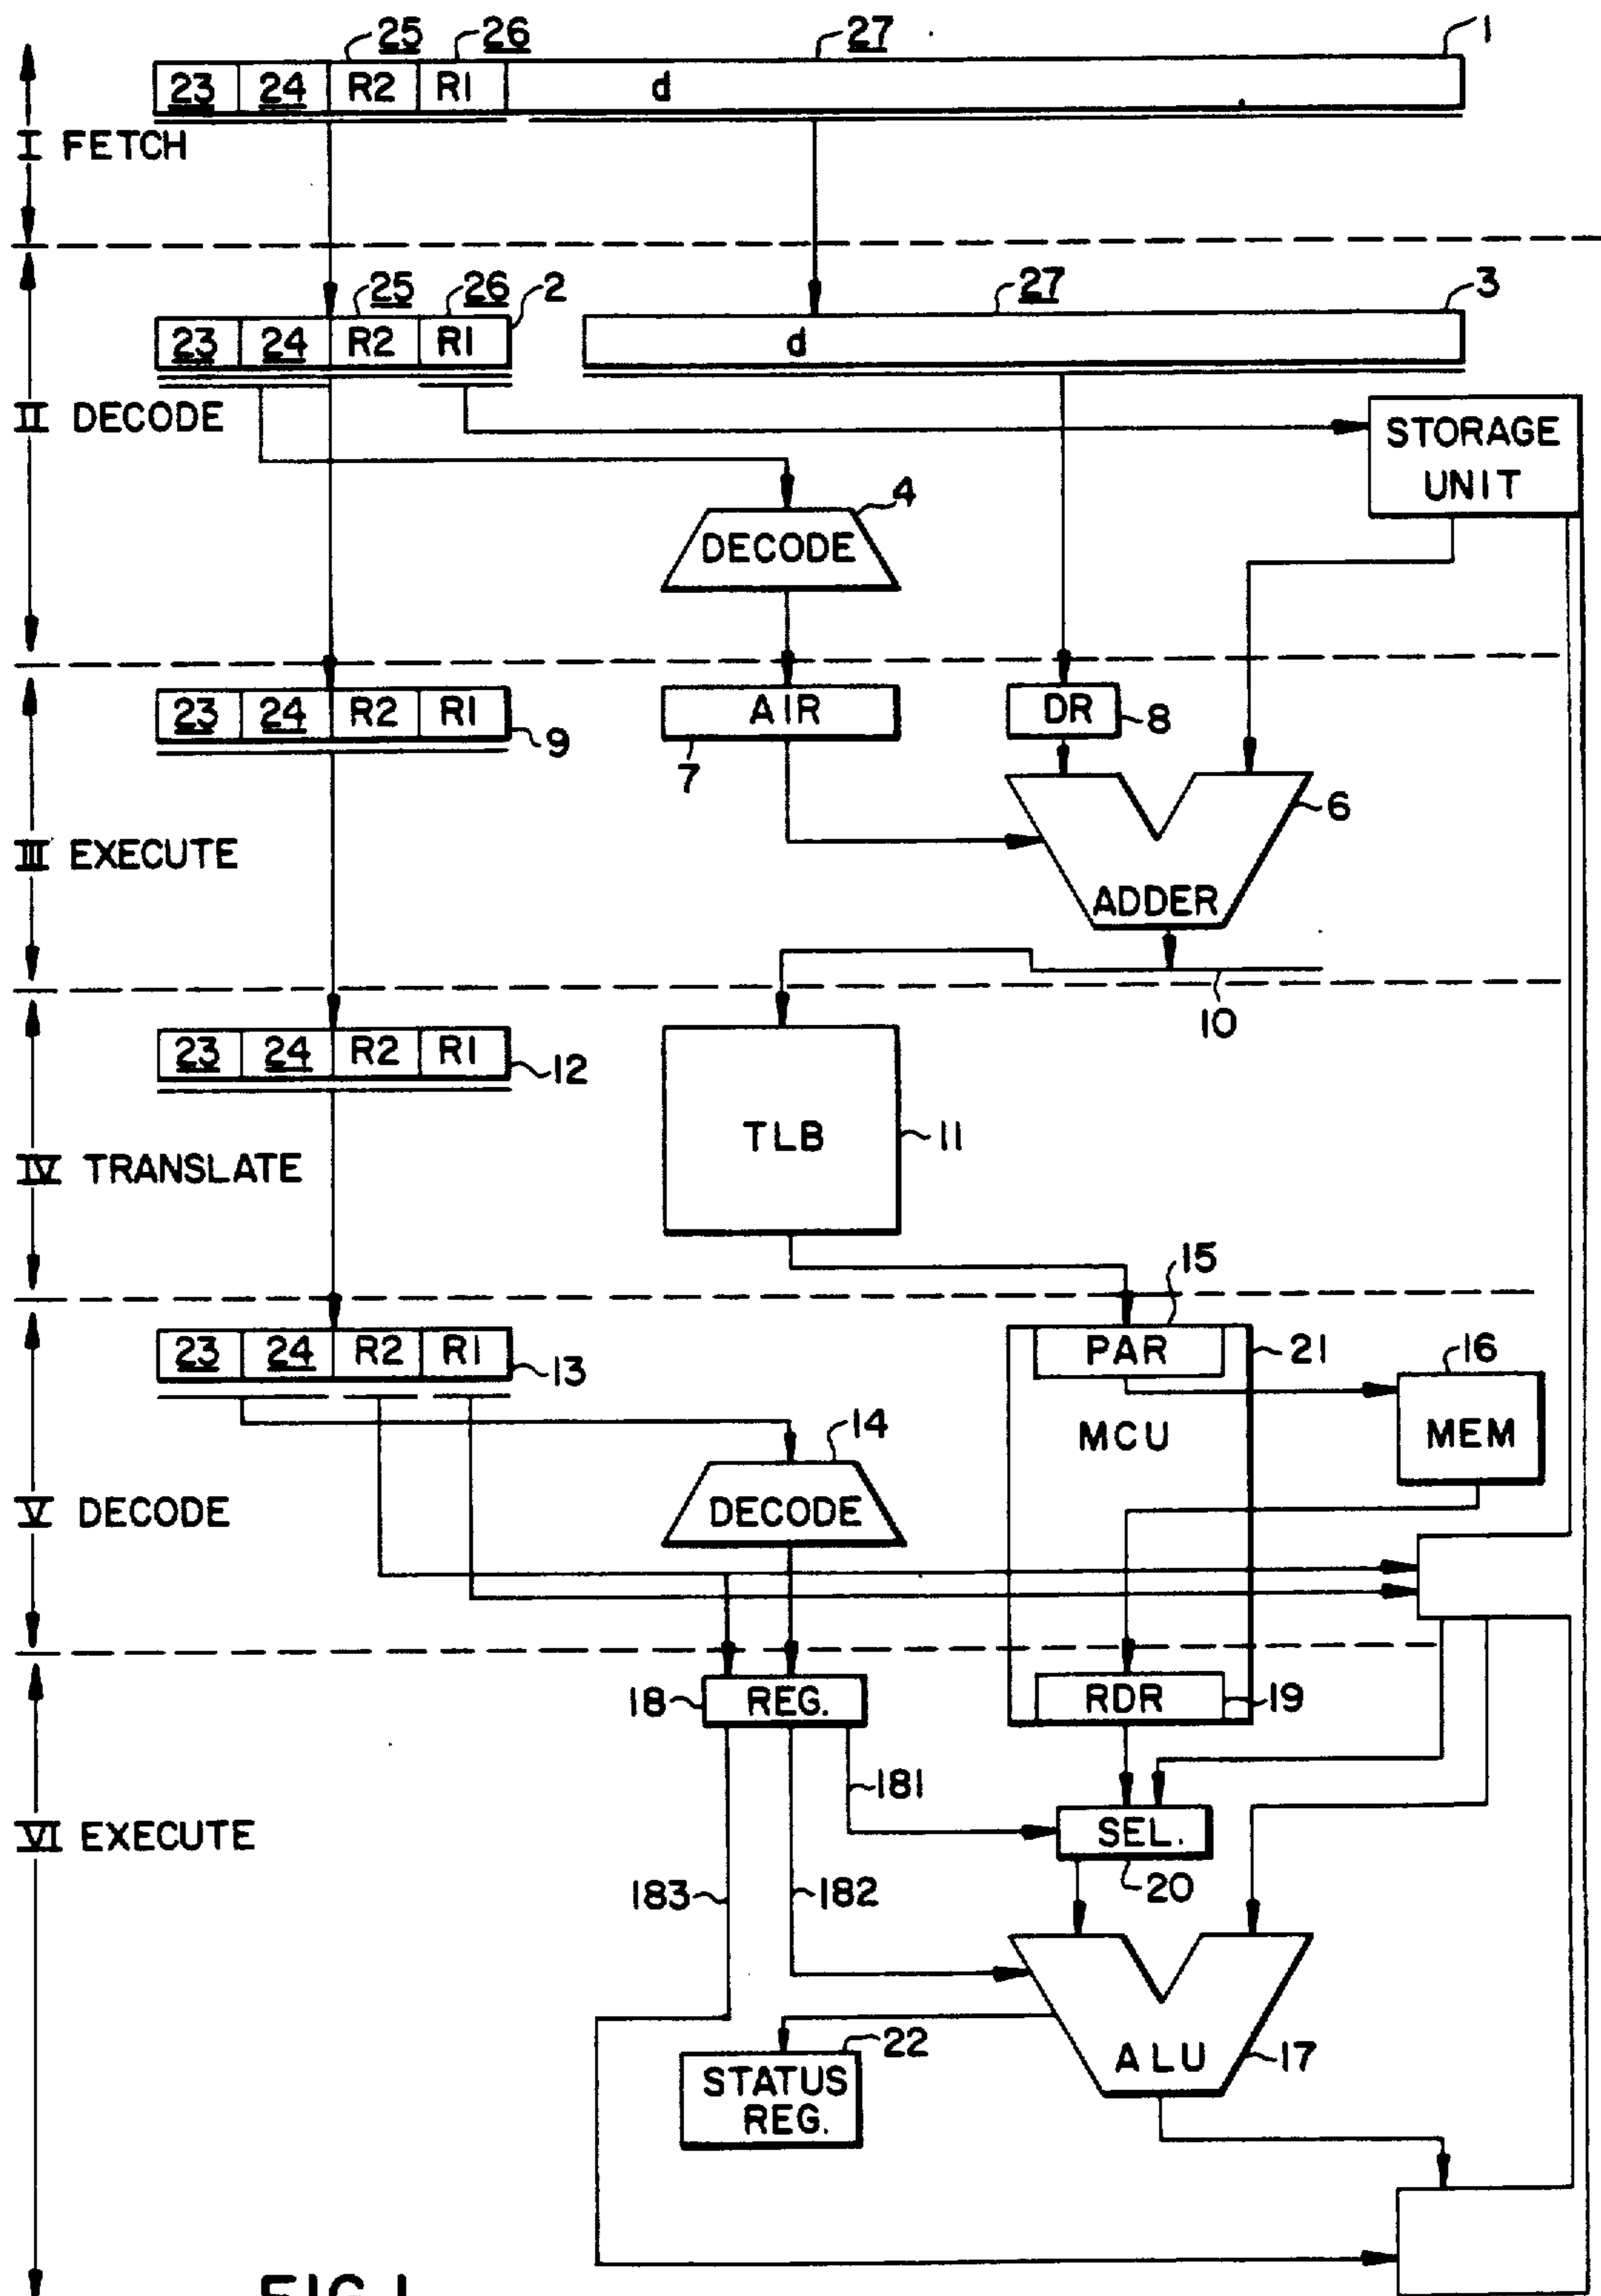 25 26 27 1
23 24 R2 R1 d
I FETCH
25 26 2 27 3
23 24 R2 R1 d
II DECODE
STORAGE
UNIT
4
DECODE
23 24 R2 R1
9
AIR
7
DR
8
6
III EXECUTE
ADDER
10
23 24 R2 R1
12
TLB
11
IV TRANSLATE
15
23 24 R2 R1
13
PAR
21
16
14
MCU
MEM
V DECODE
DECODE
18
REG.
RDR
19
181
VI EXECUTE
SEL.
20
183
182
22
ALU
17
STATUS
REG.
FIG.1